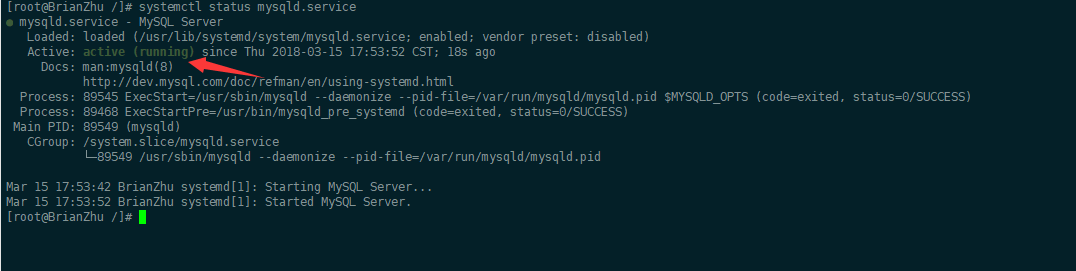 [root@BrianZhu /]# systemctl status mysqld.service
● mysqld.service - MySQL Server
Loaded: loaded (/usr/lib/systemd/system/mysqld.service; enabled; vendor preset: disabled)
Active: active (running) since Thu 2018-03-15 17:53:52 CST; 18s ago
Docs: man:mysqld(8)
http://dev.mysql.com/doc/refman/en/using-systemd.html
Process: 89545 ExecStart=/usr/sbin/mysqld --daemonize --pid-file=/var/run/mysqld/mysqld.pid $MYSQLD_OPTS (code=exited, status=0/SUCCESS)
Process: 89468 ExecStartPre=/usr/bin/mysqld_pre_systemd (code=exited, status=0/SUCCESS)
Main PID: 89549 (mysqld)
CGroup: /system.slice/mysqld.service
└─89549 /usr/sbin/mysqld --daemonize --pid-file=/var/run/mysqld/mysqld.pid
Mar 15 17:53:42 BrianZhu systemd[1]: Starting MySQL Server...
Mar 15 17:53:52 BrianZhu systemd[1]: Started MySQL Server.
[root@BrianZhu /]#